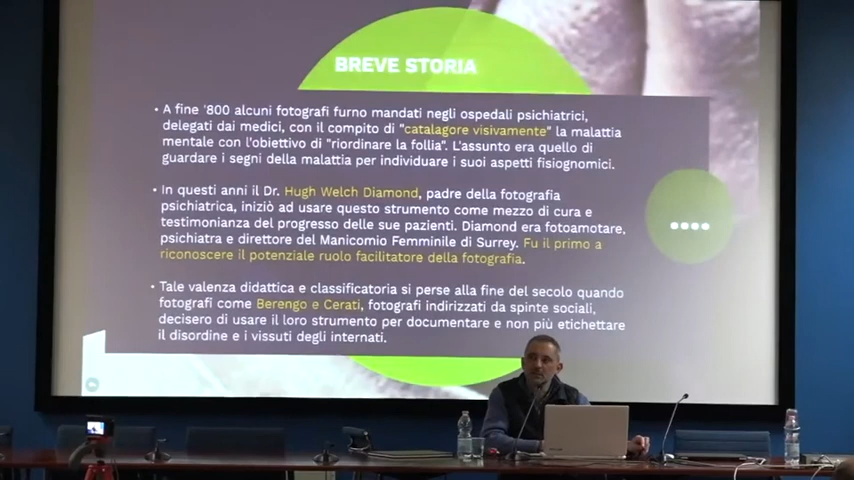 BREVE STORIA
• A fine '800 alcuni fotografi furno mandati negli ospedali psichiatrici,
delegati dai medici, con il compito di "catalagore visivamente" la malattia
mentale con l'obiettivo di "riordinare la follia". L'assunto era quello di
guardare i segni della malattia per individuare i suoi aspetti fisiognomici.
• In questi anni il Dr. Hugh Welch Diamond, padre della fotografia
psichiatrica, iniziò ad usare questo strumento come mezzo di cura e
testimonianza del progresso delle sue pazienti. Diamond era fotoamotare,
psichiatra e direttore del Manicomio Femminile di Surrey. Fu il primo a
riconoscere il potenziale ruolo facilitatore della fotografia.
• Tale valenza didattica e classificatoria si perse alla fine del secolo quando
fotografi come Berengo e Cerati, fotografi indirizzati da spinte sociali,
decisero di usare il loro strumento per documentare e non più etichettare
il disordine e i vissuti degli internati.